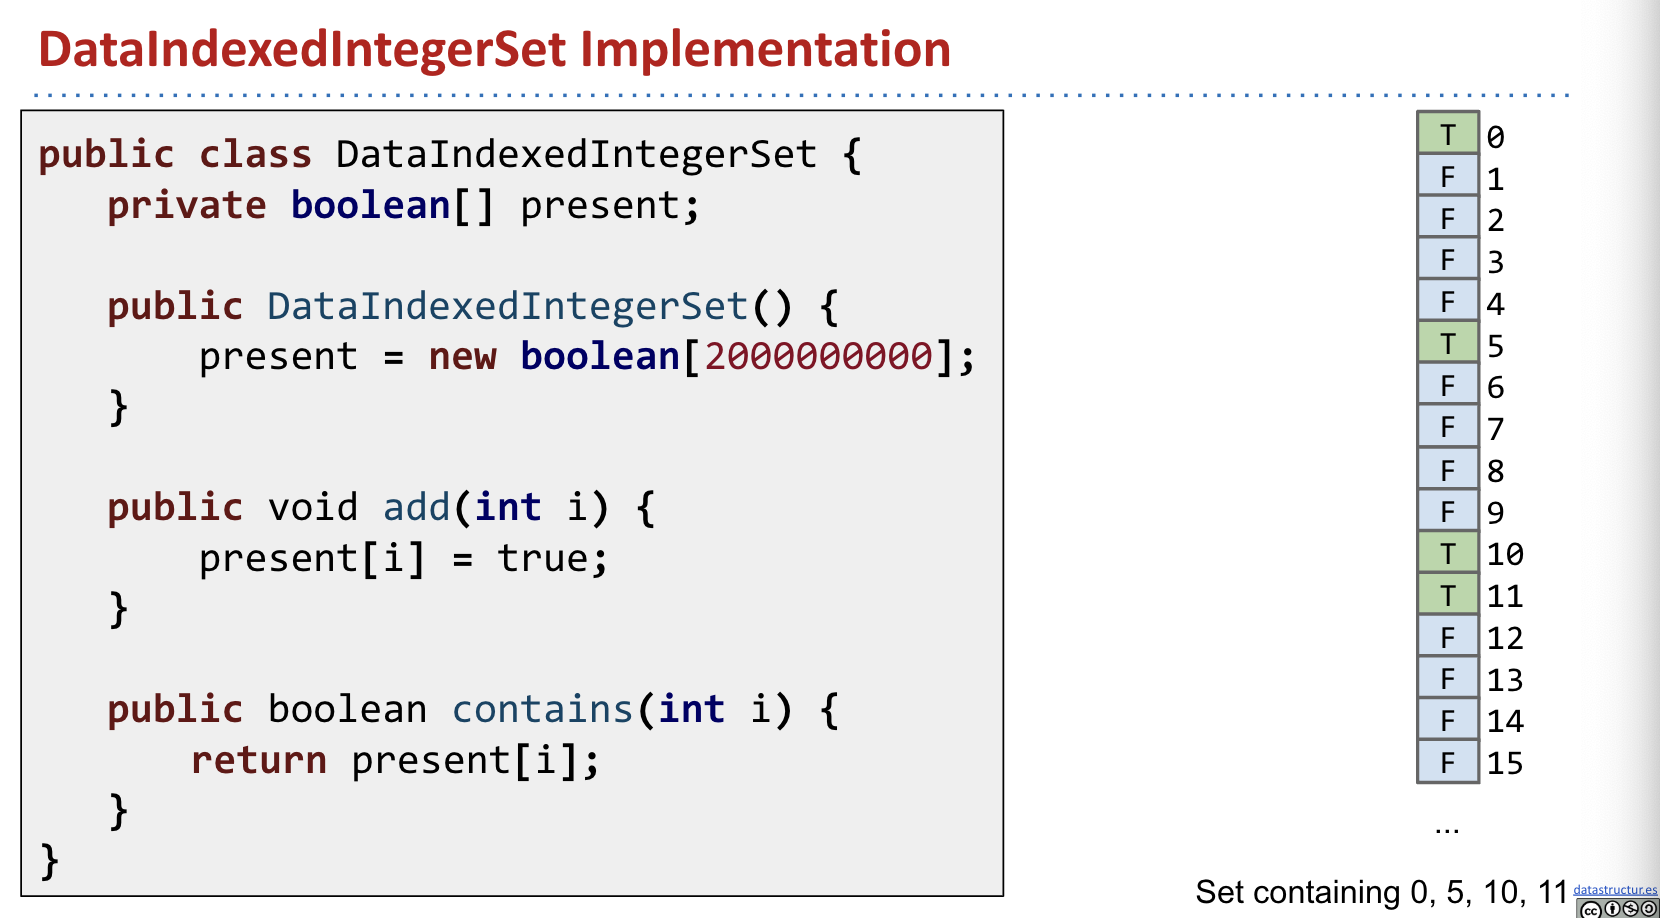 DataIndexedIntegerSet Implementation
public class DataIndexedIntegerSet {
private boolean[] present;
public DataIndexedIntegerSet() {
present = new boolean[2000000000];
}
public void add(int i) {
present[i] = true;
}
public boolean contains(int i) {
return present[i];
}
}
T 0
F 1
F 2
F 3
F 4
T 5
F 6
F 7
F 8
F 9
T 10
T 11
F 12
F 13
F 14
F 15
...
Set containing 0, 5, 10, 11
datastructur.es
cc